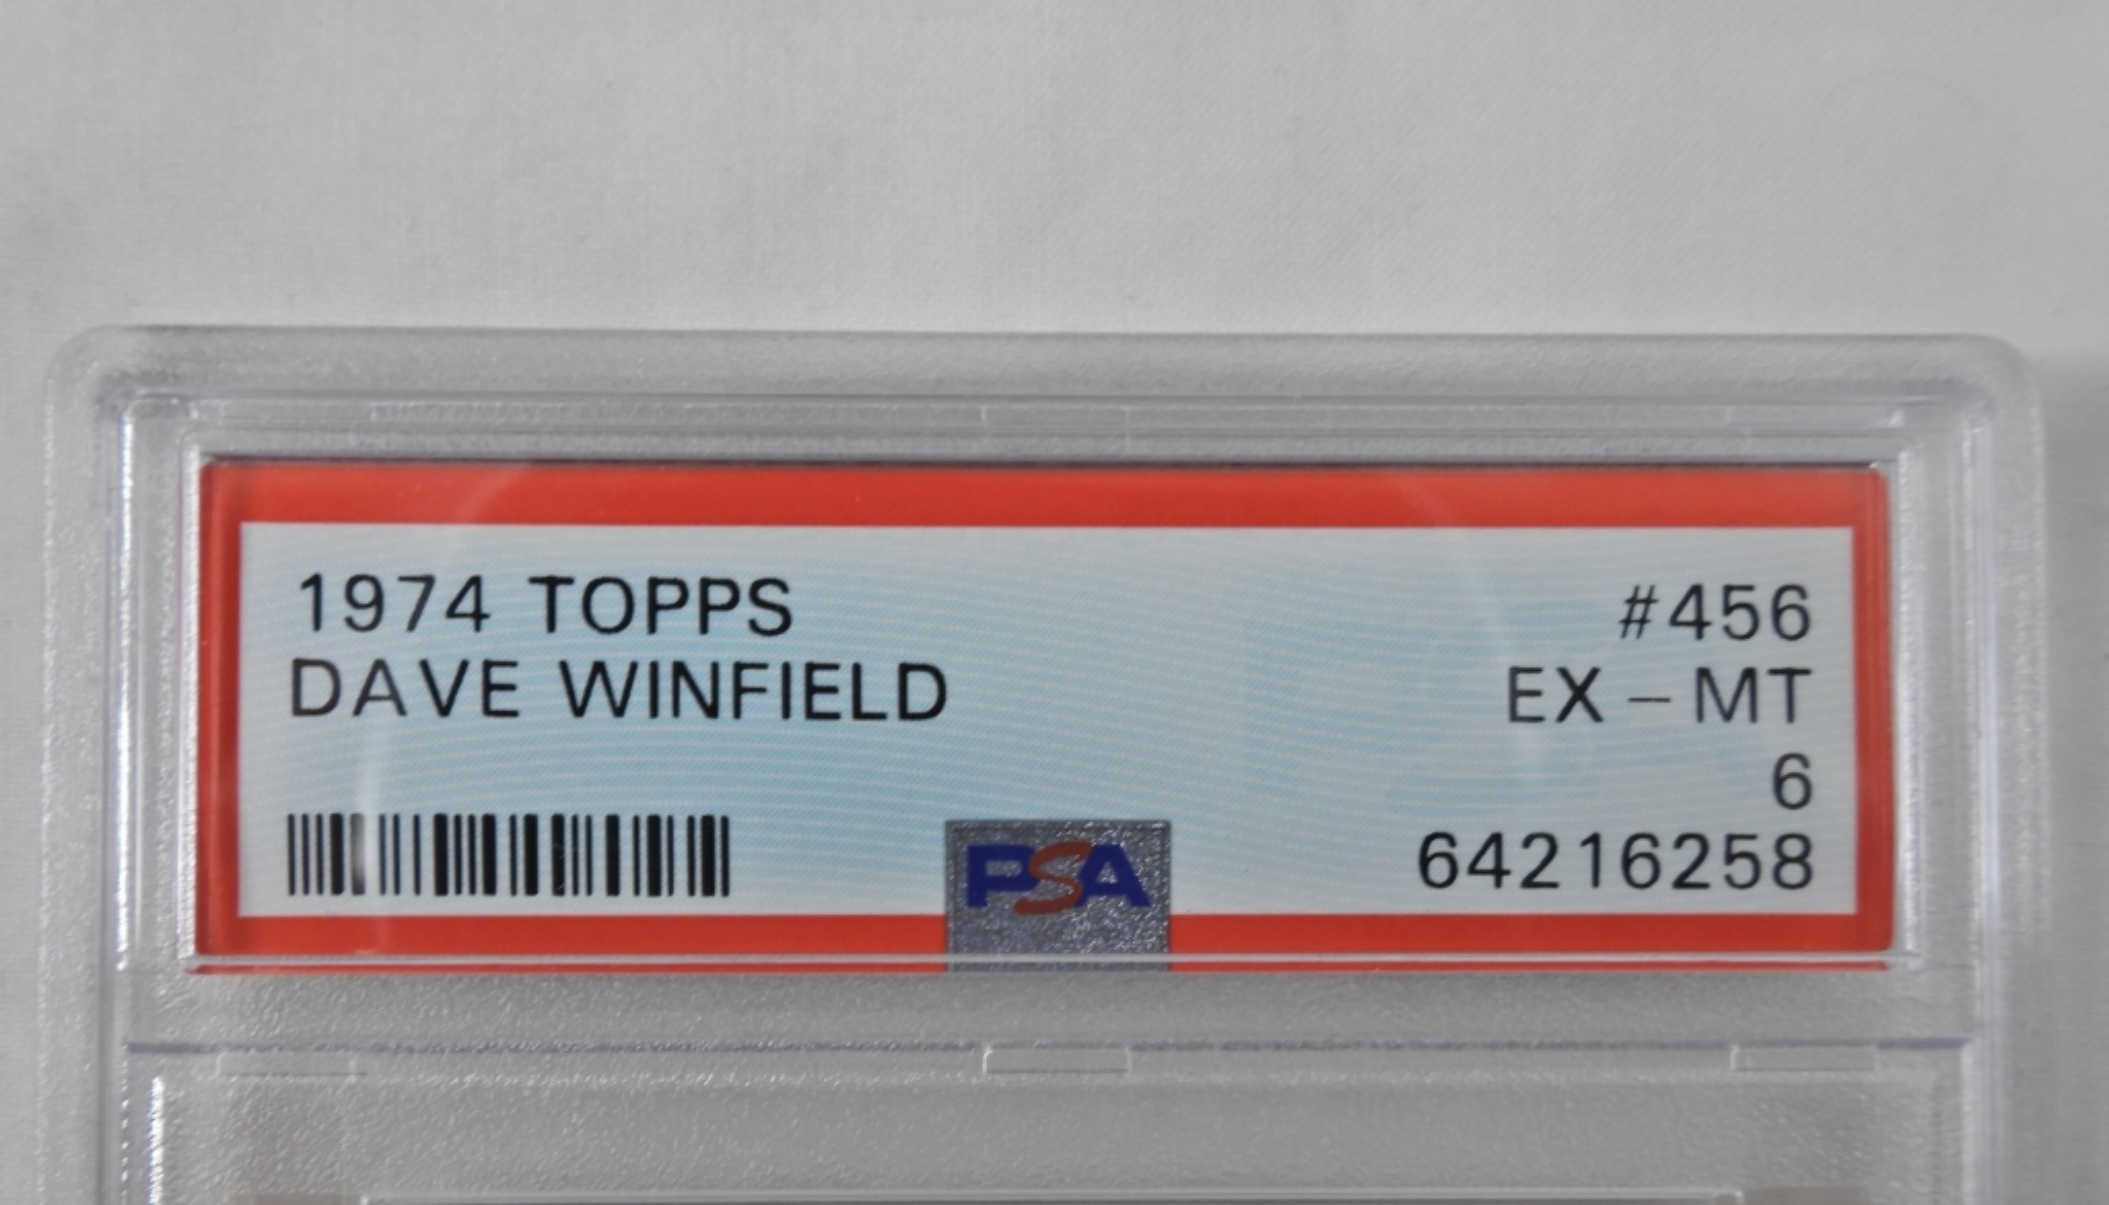 1974 TOPPS #456
DAVE WINFIELD EX - MT
6
64216258
PSA